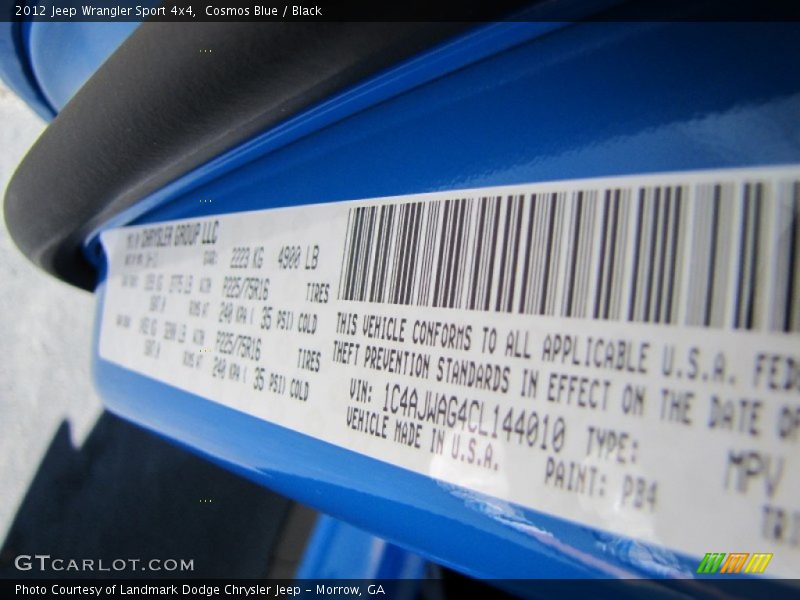 2012 Jeep Wrangler Sport 4x4,  Cosmos Blue / Black
CHRYSLER GROUP LLC
2223 KG 4900 LB
P225/75R16 TIRES
240 KPA ( 35 PSI) COLD
P225/75R16 TIRES
240 KPA ( 35 PSI) COLD
THIS VEHICLE CONFORMS TO ALL APPLICABLE U.S.A. FED
THEFT PREVENTION STANDARDS IN EFFECT ON THE DATE OF
VIN: 1C4AJWAG4CL144010 TYPE: MPV
VEHICLE MADE IN U.S.A. PAINT: PB4
GTCARLOT.COM
Photo Courtesy of Landmark Dodge Chrysler Jeep - Morrow, GA